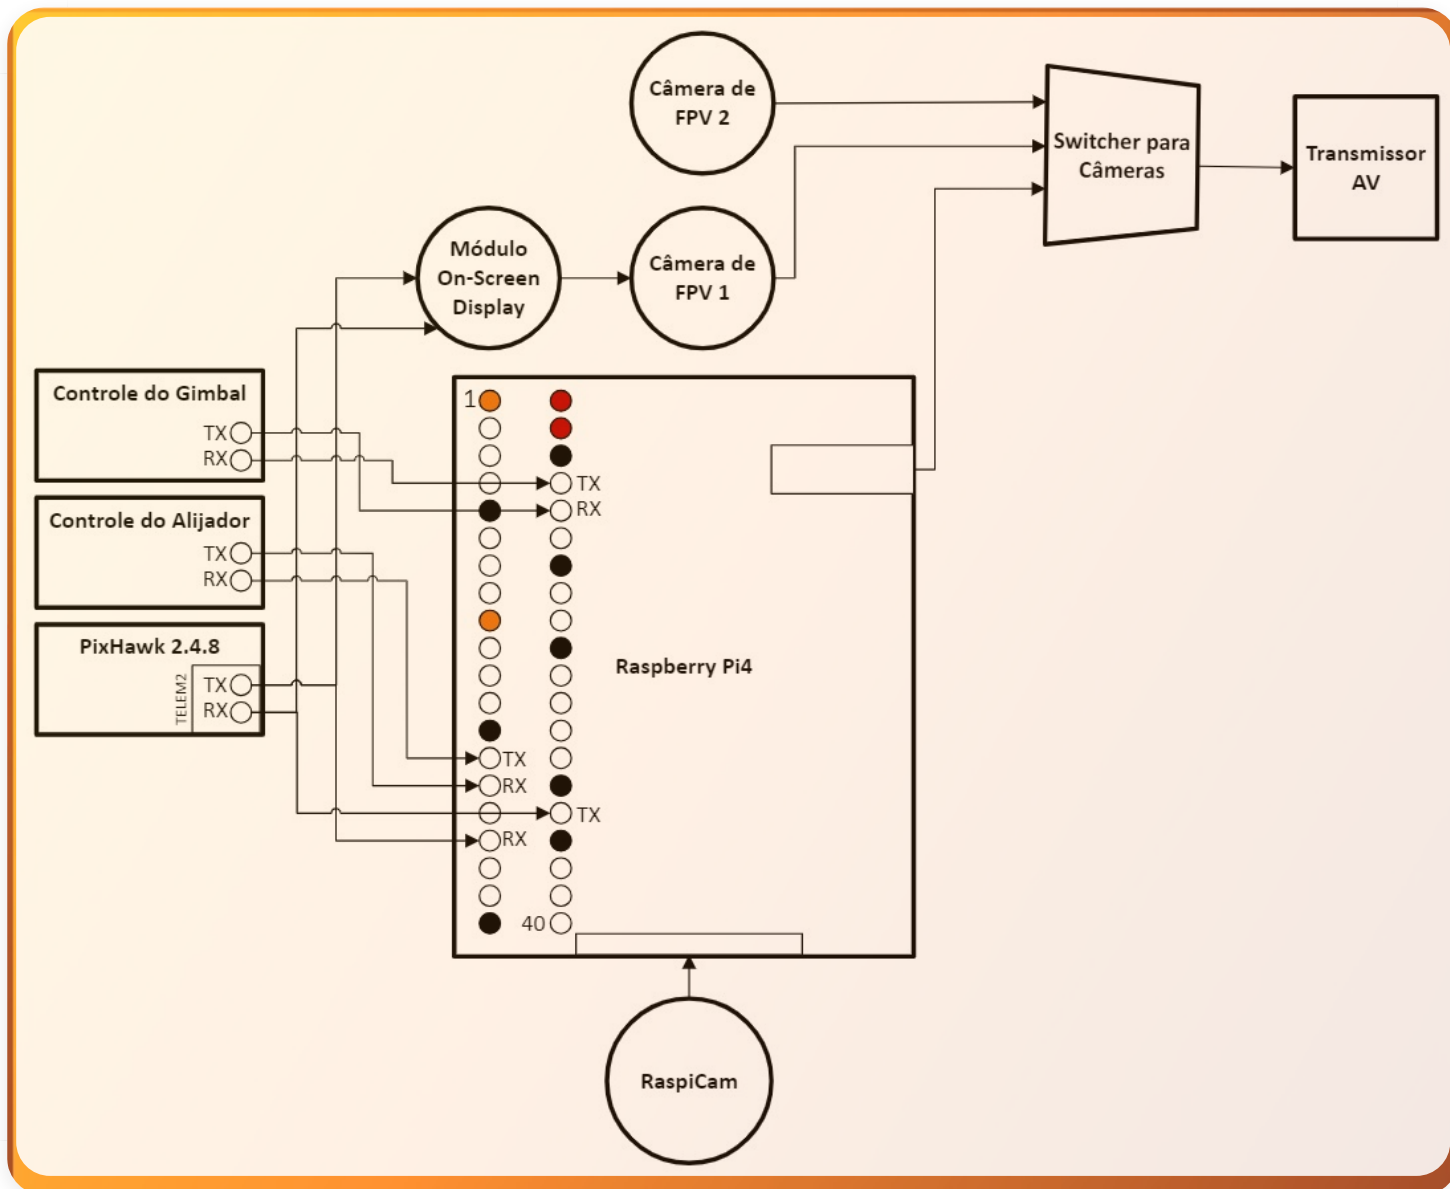 Câmera de
FPV 2
Switcher para
Câmeras
Transmissor
AV
Módulo
On-Screen
Display
Câmera de
FPV 1
Controle do Gimbal
TX
RX
Controle do Alijador
TX
RX
PixHawk 2.4.8
TELEM2
TX
RX
1
TX
RX
Raspberry Pi4
TX
RX
TX
RX
40
RaspiCam